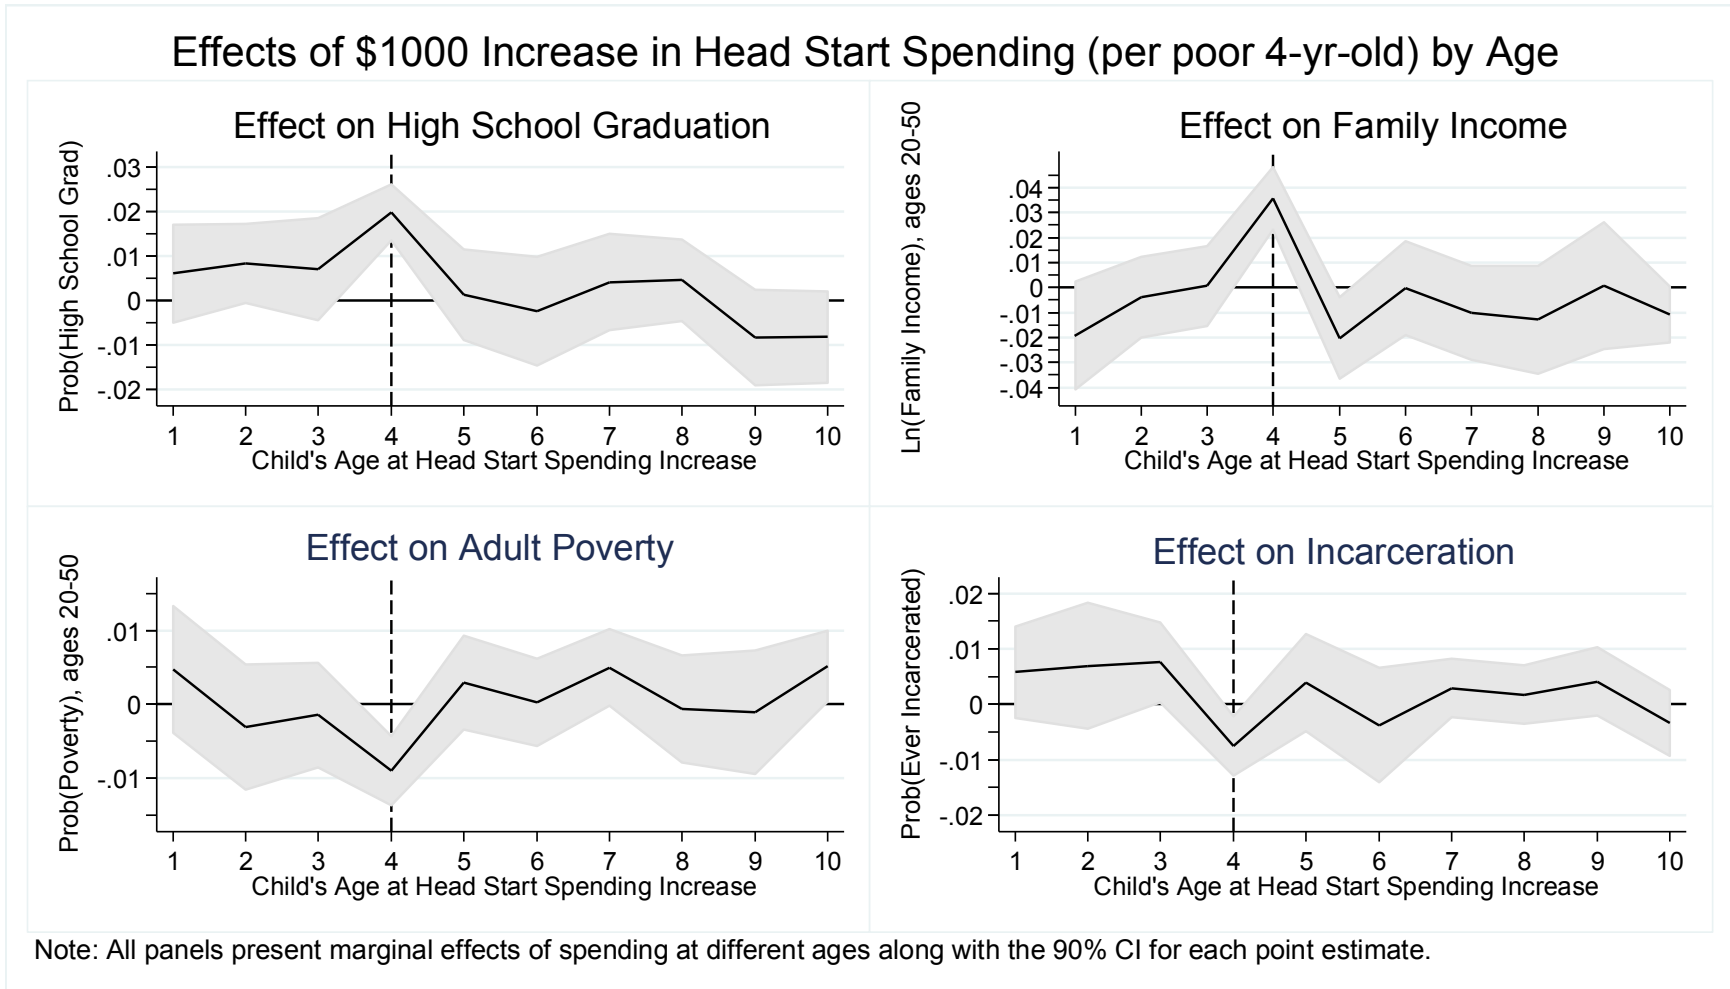 Effects of $1000 Increase in Head Start Spending (per poor 4-yr-old) by Age
Effect on High School Graduation
Prob(High School Grad)
.03
.02
.01
0
-.01
-.02
1 2 3 4 5 6 7 8 9 10
Child's Age at Head Start Spending Increase
Effect on Family Income
Ln(Family Income), ages 20-50
.04
.03
.02
.01
0
-.01
-.02
-.03
-.04
1 2 3 4 5 6 7 8 9 10
Child's Age at Head Start Spending Increase
Effect on Adult Poverty
Prob(Poverty), ages 20-50
.01
0
-.01
1 2 3 4 5 6 7 8 9 10
Child's Age at Head Start Spending Increase
Effect on Incarceration
Prob(Ever Incarcerated)
.02
.01
0
-.01
-.02
1 2 3 4 5 6 7 8 9 10
Child's Age at Head Start Spending Increase
Note: All panels present marginal effects of spending at different ages along with the 90% CI for each point estimate.